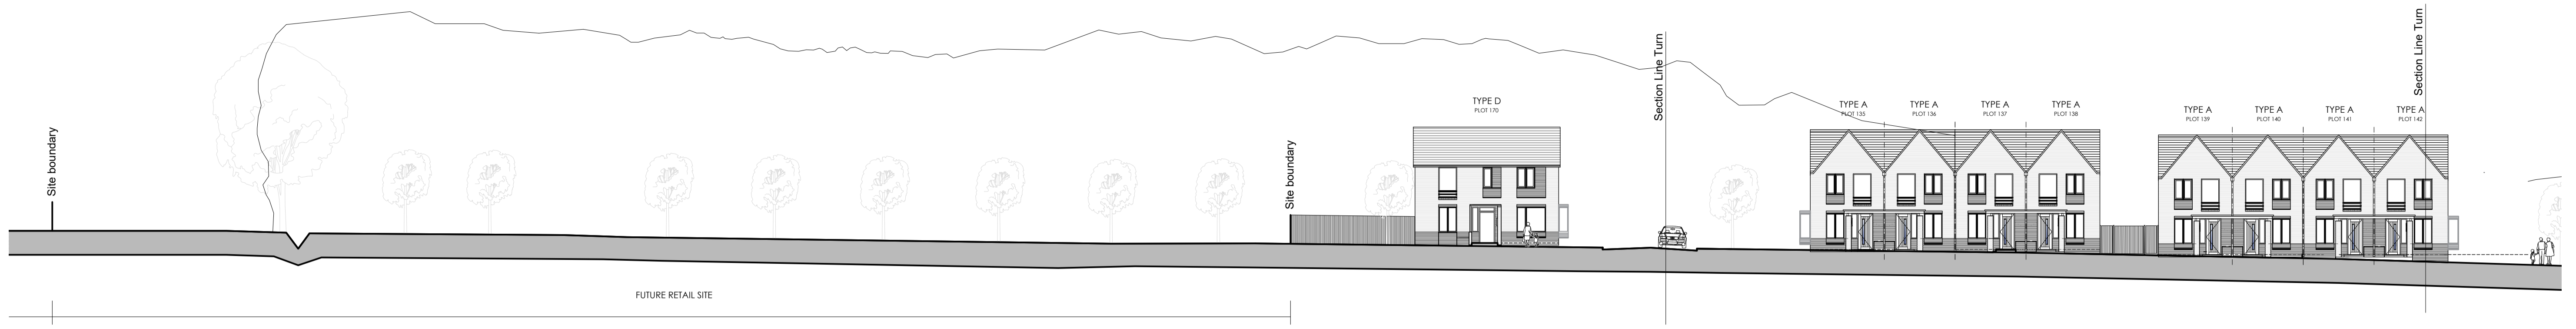 Site boundary
FUTURE RETAIL SITE
Site boundary
TYPE D
PLOT 170
Section Line Turn
TYPE A
PLOT 135
TYPE A
PLOT 136
TYPE A
PLOT 137
TYPE A
PLOT 138
TYPE A
PLOT 139
TYPE A
PLOT 140
TYPE A
PLOT 141
TYPE A
PLOT 142
Section Line Turn